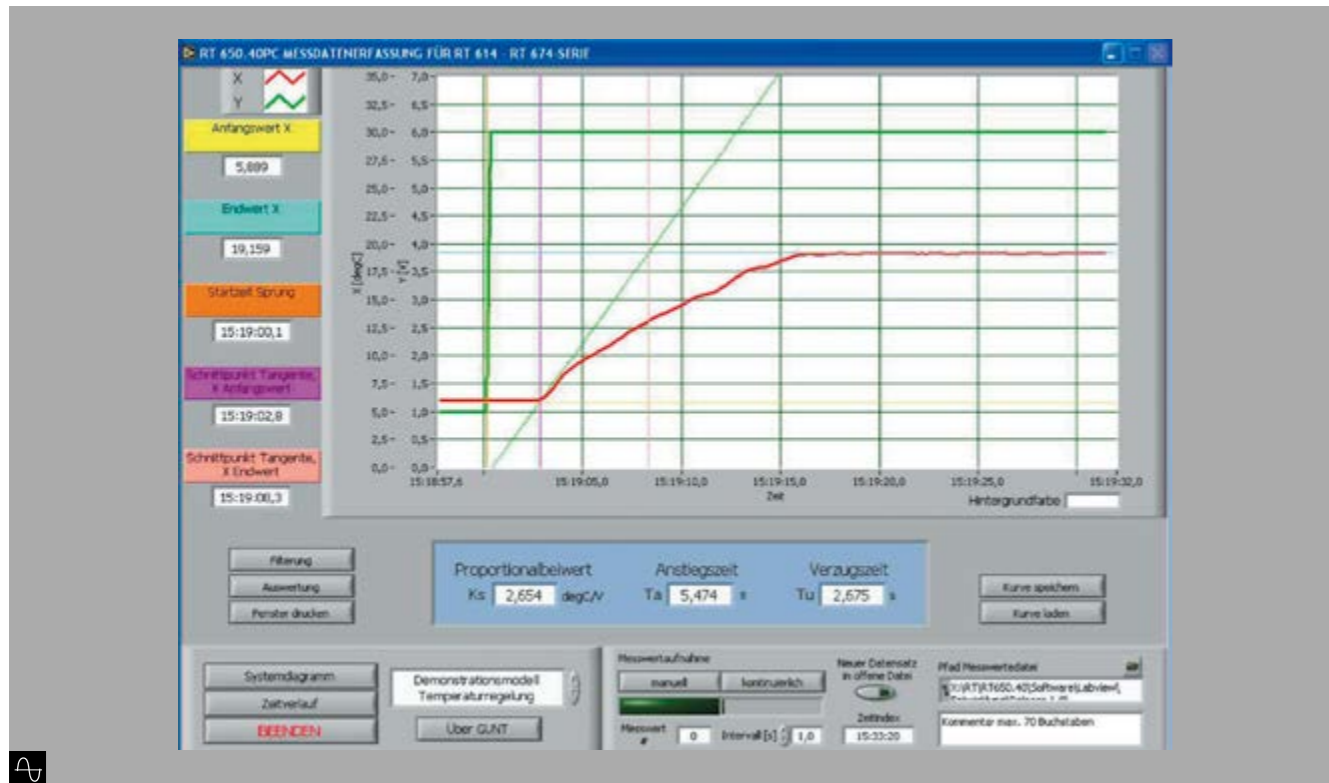 RT 650.40PC MESSDATENERFASSUNG FÜR RT 614 - RT 674-SERIE
X
Y
Anfangswert X
5,889
Endwert X
19,159
Startzeit Sprung
15:19:00,1
Schnittpunkt Tangente,
X Anfangswert
15:19:02,8
Schnittpunkt Tangente,
X Endwert
15:19:08,3
X [degC]
Y [V]
35,0 7,0
32,5 6,5
30,0 6,0
27,5 5,5
25,0 5,0
22,5 4,5
20,0 4,0
17,5 3,5
15,0 3,0
12,5 2,5
10,0 2,0
7,5 1,5
5,0 1,0
2,5 0,5
0,0 0,0
15:18:57,6 15:19:05,0 15:19:10,0 15:19:15,0 15:19:20,0 15:19:25,0 15:19:32,0
Zeit
Hintergrundfarbe
Filterung
Auswertung
Fenster drucken
Proportionalbeiwert Anstiegszeit Verzugszeit
Ks 2,654 degC/V Ta 5,474 s Tu 2,675 s
Kurve speichern
Kurve laden
Systemdiagramm
Zeitverlauf
BEENDEN
Demonstrationsmodell
Temperaturregelung
Über GUNT
Messwertaufnahme
manuell kontinuierlich
Messwert
# 0 Intervall [s] 1,0
Neuer Datensatz
in offene Datei
Zeitindex
15:33:20
Pfad Messwertedatei
X:\RT\RT650.40\Software\Labview\
Kommentar max. 70 Buchstaben